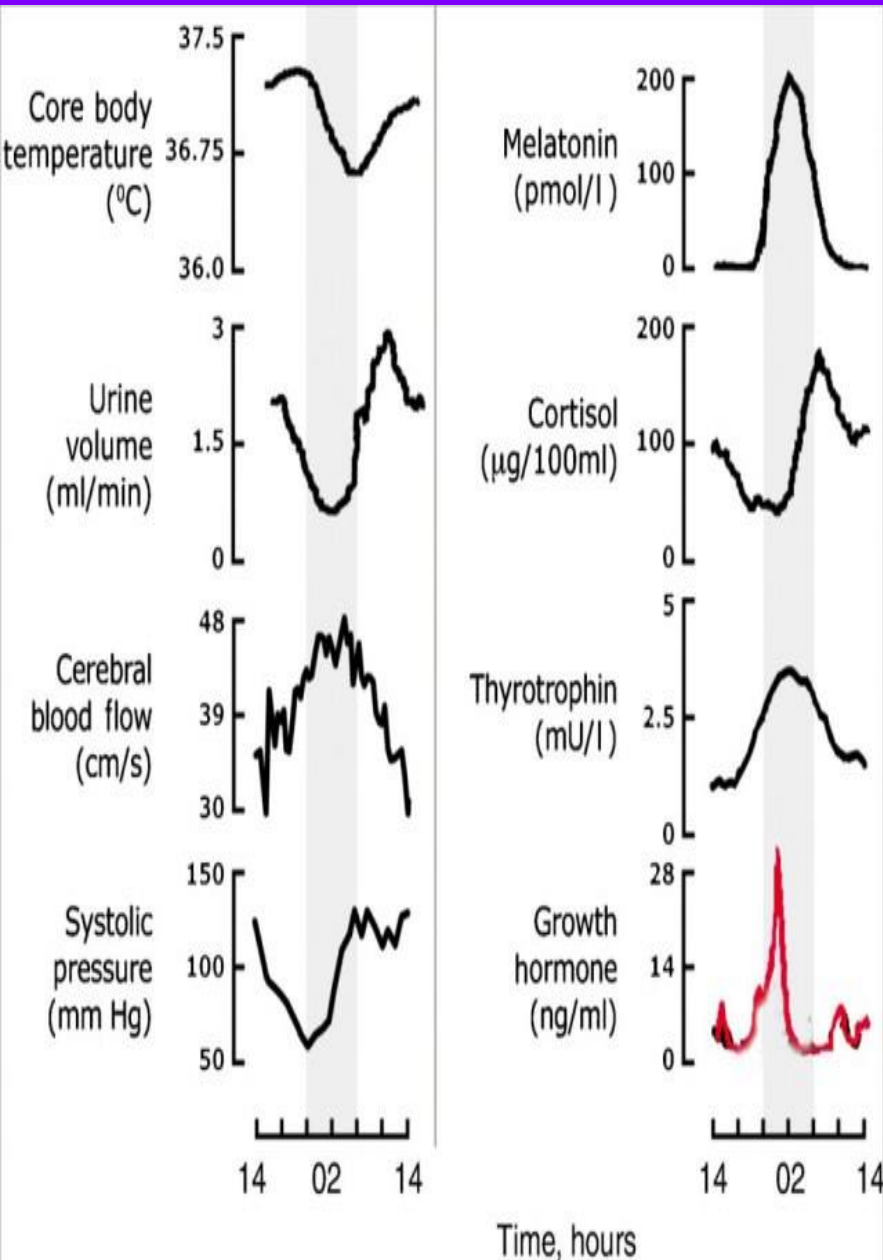 37.5
Core body
temperature 36.75
(⁰C)
36.0
3
Urine
volume 1.5
(ml/min)
0
48
Cerebral
blood flow 39
(cm/s)
30
150
Systolic
pressure 100
(mm Hg)
50
14 02 14
200
Melatonin
(pmol/l) 100
0
200
Cortisol
(µg/100ml) 100
0
5
Thyrotrophin
(mU/l) 2.5
0
28
Growth
hormone 14
(ng/ml)
0
14 02 14
Time, hours